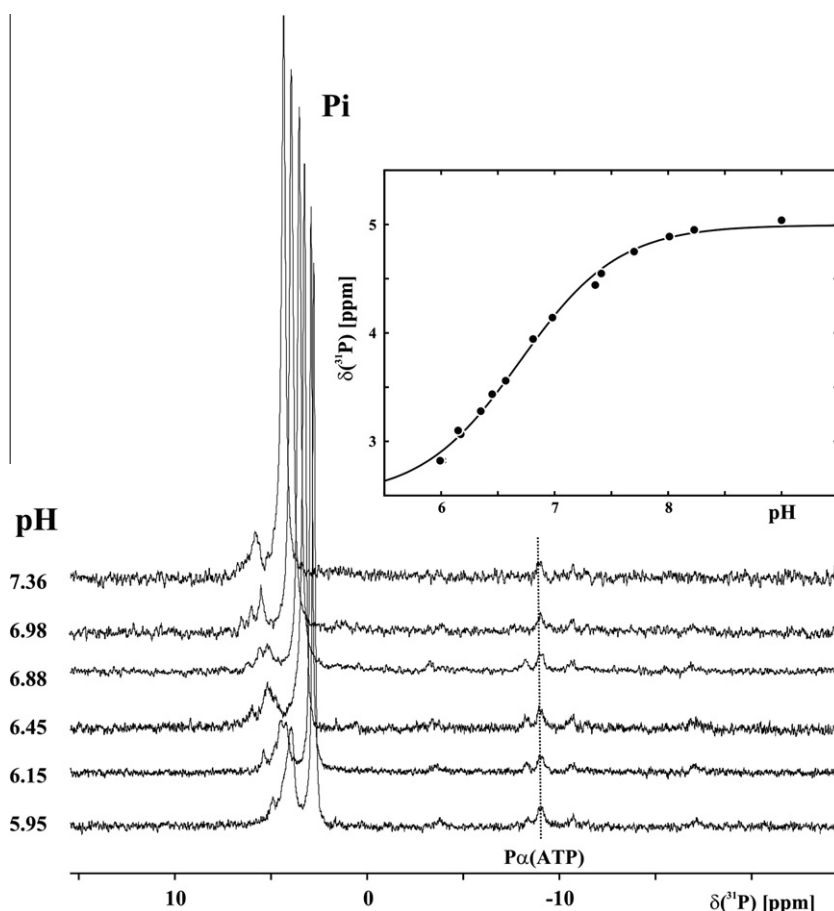 Pi
δ(³¹P) [ppm]
5
4
3
6 7 8 pH
pH
7.36
6.98
6.88
6.45
6.15
5.95
Pα(ATP)
10 0 -10 δ(³¹P) [ppm]